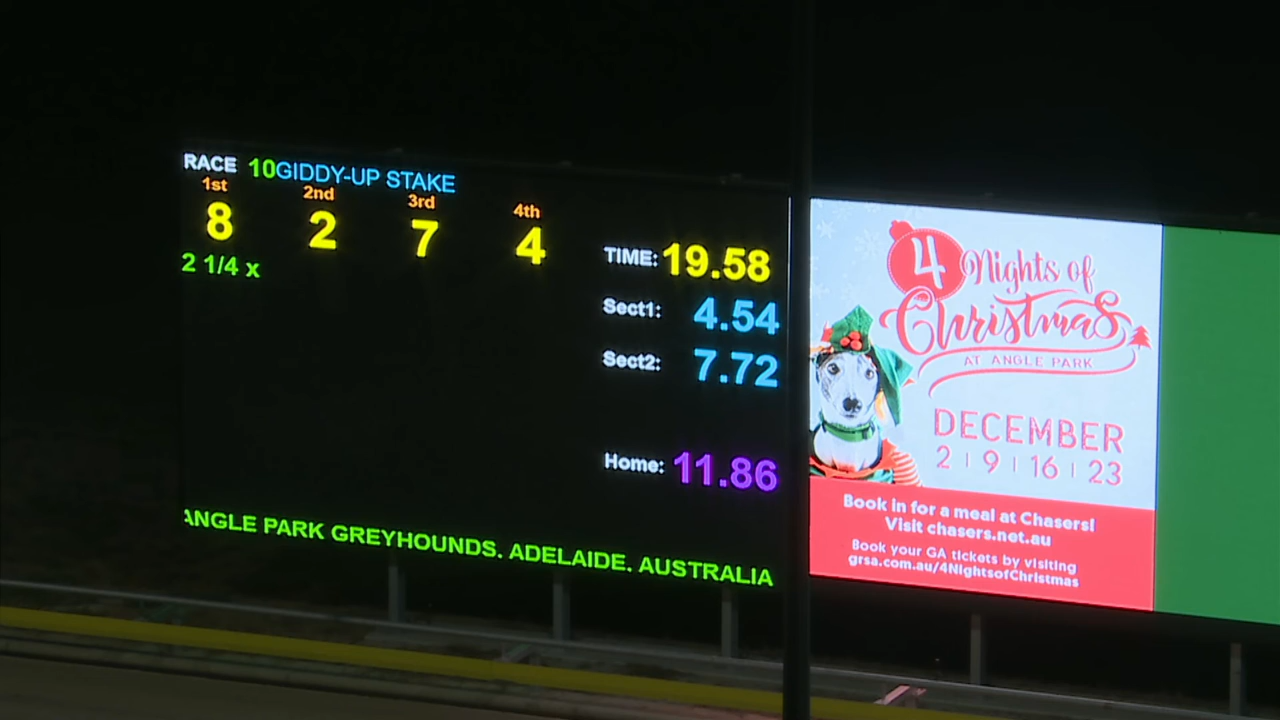 RACE 10GIDDY-UP STAKE
1st 2nd 3rd 4th
8 2 7 4
2 1/4 x
TIME: 19.58
Sect1: 4.54
Sect2: 7.72
Home: 11.86
ANGLE PARK GREYHOUNDS. ADELAIDE. AUSTRALIA
4 Nights of
Christmas
AT ANGLE PARK
DECEMBER
2 | 9 | 16 | 23
Book in for a meal at Chasers!
Visit chasers.net.au
Book your GA tickets by visiting
grsa.com.au/4NightsofChristmas